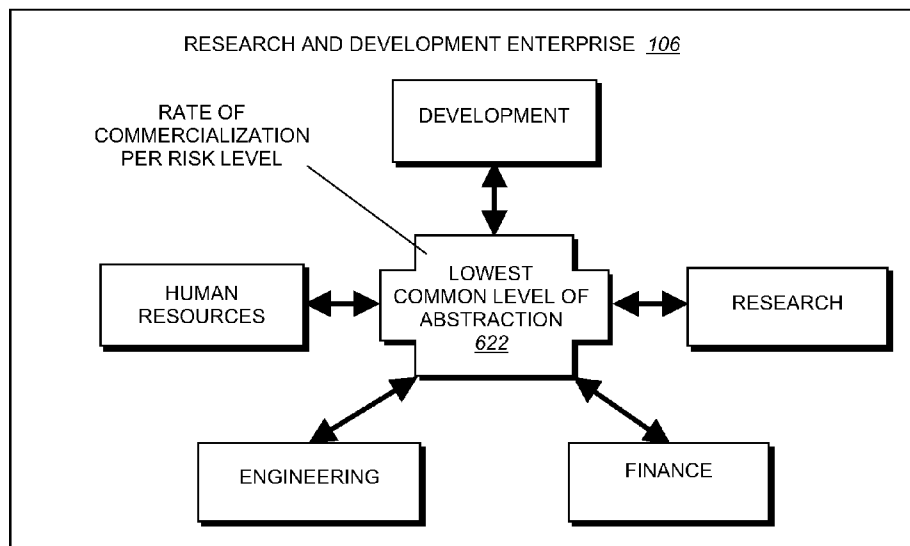 RESEARCH AND DEVELOPMENT ENTERPRISE 106
RATE OF
COMMERCIALIZATION
PER RISK LEVEL
DEVELOPMENT
HUMAN
RESOURCES
LOWEST
COMMON LEVEL OF
ABSTRACTION
622
RESEARCH
ENGINEERING
FINANCE